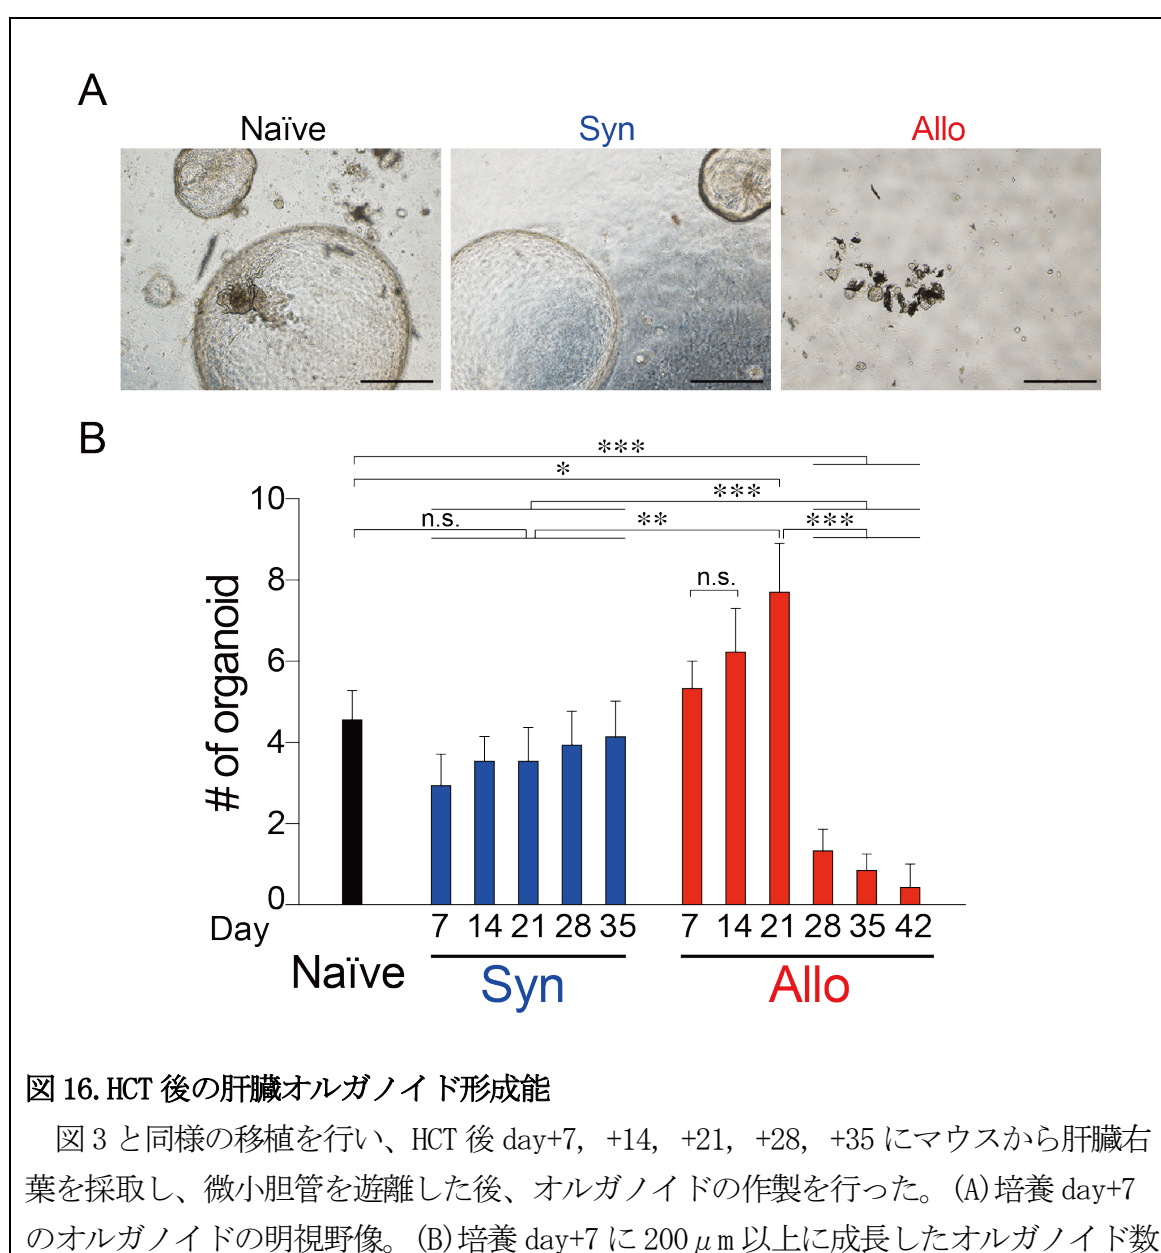 A
Naïve Syn Allo
B
***
*
***
n.s. ** ***
n.s.
10
8
6
4
2
0
# of organoid
Day 7 14 21 28 35 7 14 21 28 35 42
Naïve Syn Allo
図 16. HCT 後の肝臓オルガノイド形成能
図 3 と同様の移植を行い、HCT 後 day+7, +14, +21, +28, +35 にマウスから肝臓右
葉を採取し、微小胆管を遊離した後、オルガノイドの作製を行った。(A)培養 day+7
のオルガノイドの明視野像。(B)培養 day+7 に 200μm 以上に成長したオルガノイド数